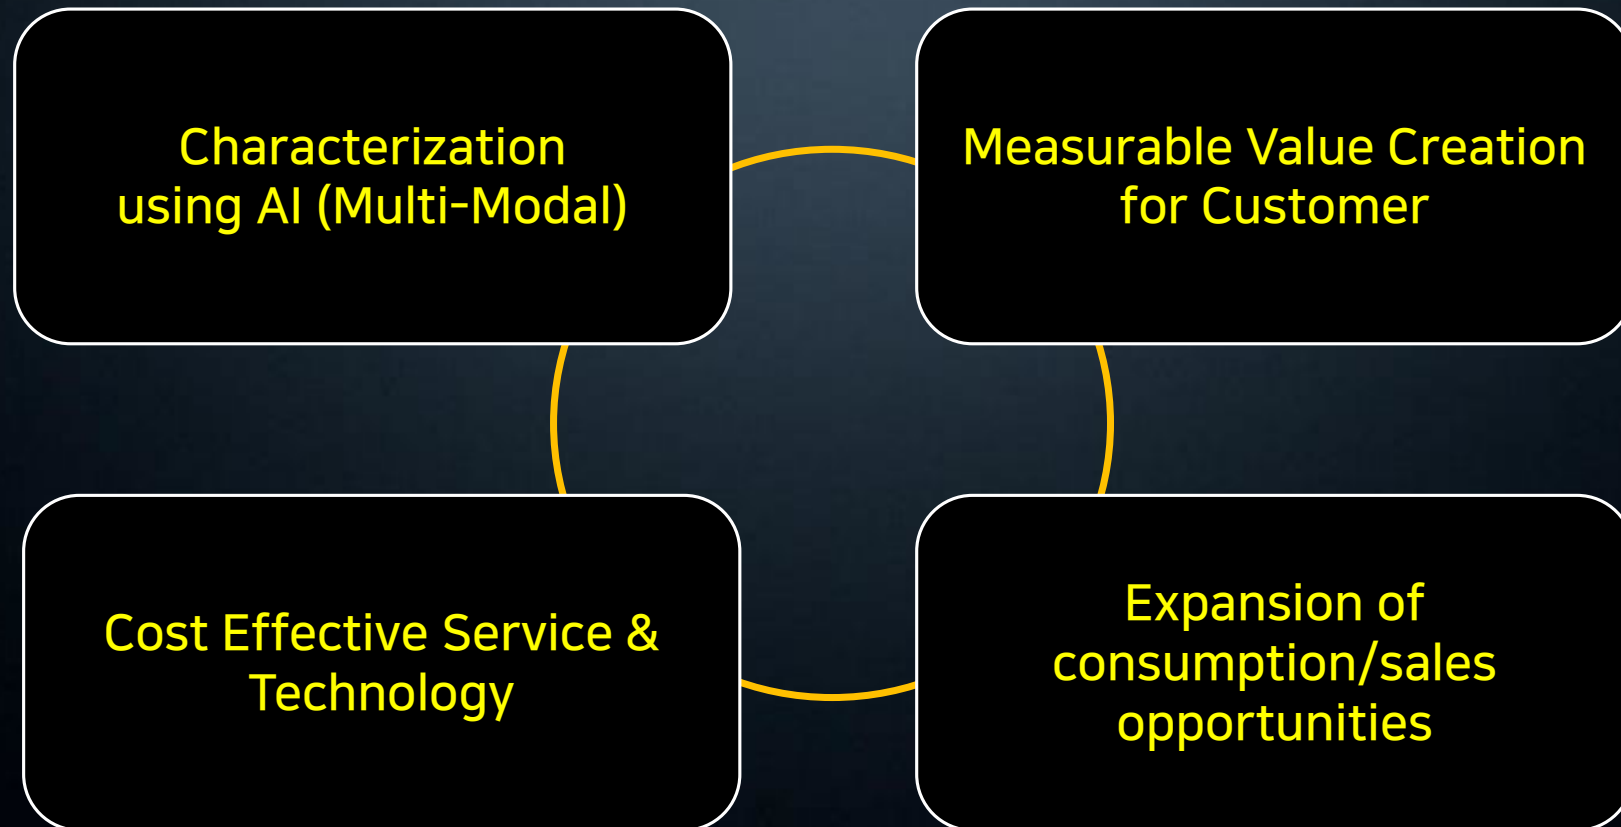 Characterization
using AI (Multi-Modal)
Measurable Value Creation
for Customer
Cost Effective Service &
Technology
Expansion of
consumption/sales
opportunities